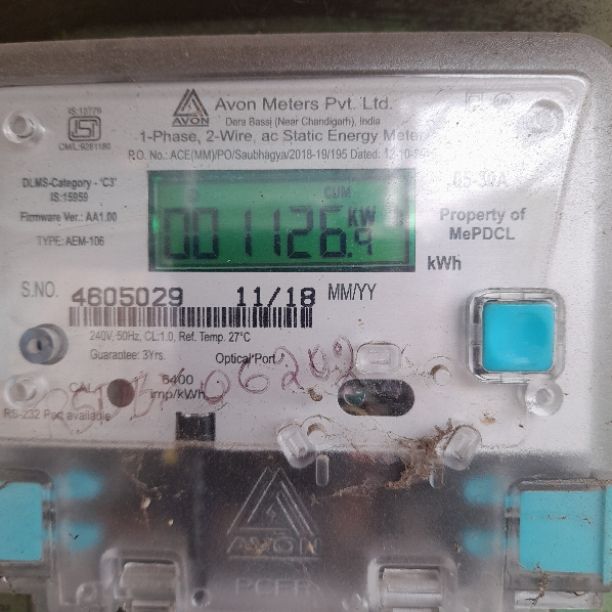 IS:13779
CM/L:9281180
AVON
Avon Meters Pvt. Ltd.
Dera Bassi (Near Chandigarh), India
1-Phase, 2-Wire, ac Static Energy Meter
R.O. No.: ACE(MM)/PO/Saubhagya/2018-19/195 Dated:
DLMS-Category - 'C3'
IS:15959
Firmware Ver.: AA1.00
TYPE: AEM-106
CUM
001126.9 KW
kWh
Property of
MePDCL
S.NO. 4605029 11/18 MM/YY
240V, 50Hz, CL:1.0, Ref. Temp. 27°C
Guarantee: 3Yrs.
Optical Port
CAL
6400
imp/kWh
RS-232 Port available
AVON